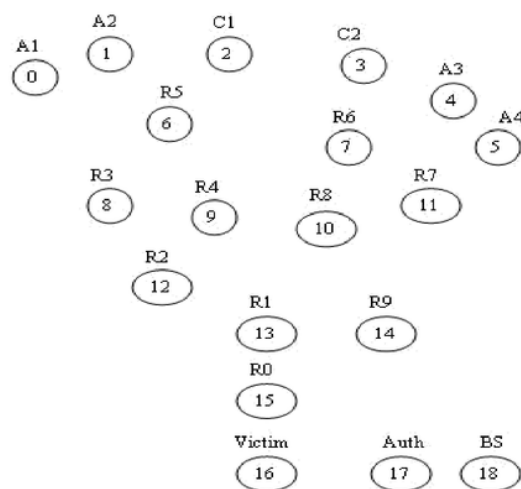 A1 A2 C1 C2
0 1 2 3
A3 A4
4 5
R5 R6
6 7
R3 R4 R8 R7
8 9 10 11
R2
12
R1 R9
13 14
R0
15
Victim Auth BS
16 17 18